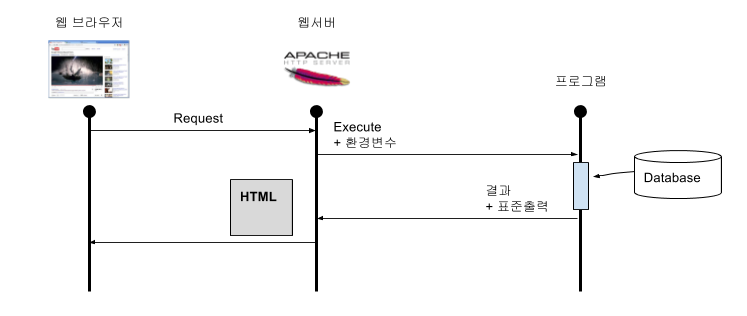 웹 브라우저
웹서버
APACHE
HTTP SERVER
프로그램
Request
Execute
+ 환경변수
Database
HTML
결과
+ 표준출력